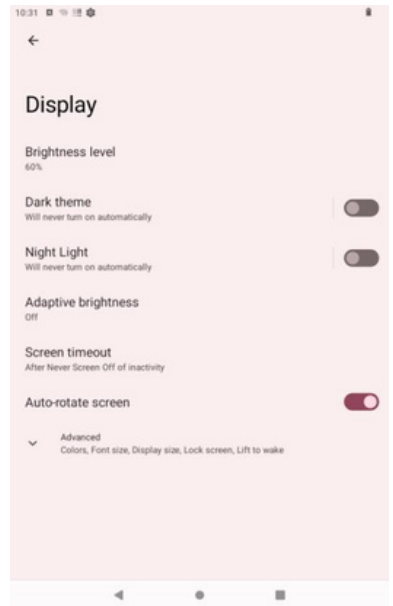 10:31
Display
Brightness level
60%
Dark theme
Will never turn on automatically
Night Light
Will never turn on automatically
Adaptive brightness
Off
Screen timeout
After Never Screen Off of inactivity
Auto-rotate screen
Advanced
Colors, Font size, Display size, Lock screen, Lift to wake